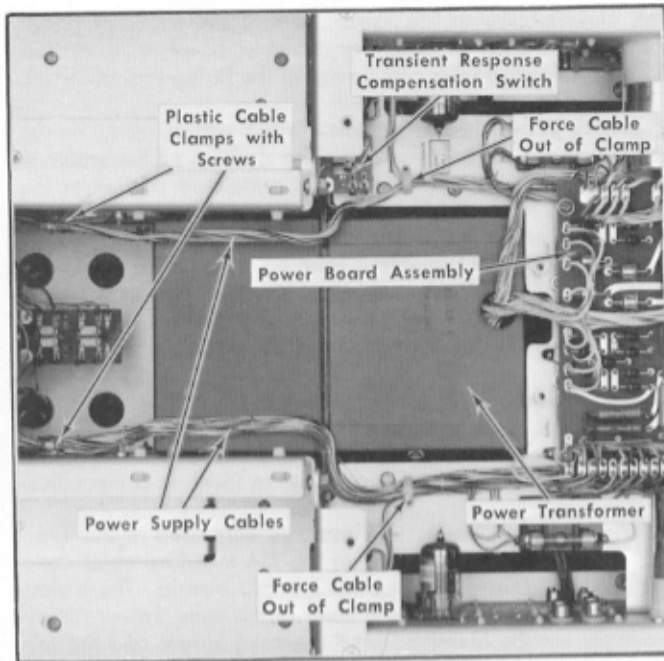 Transient Response
Compensation Switch
Plastic Cable
Clamps with
Screws
Force Cable
Out of Clamp
Power Board Assembly
Power Supply Cables
Power Transformer
Force Cable
Out of Clamp